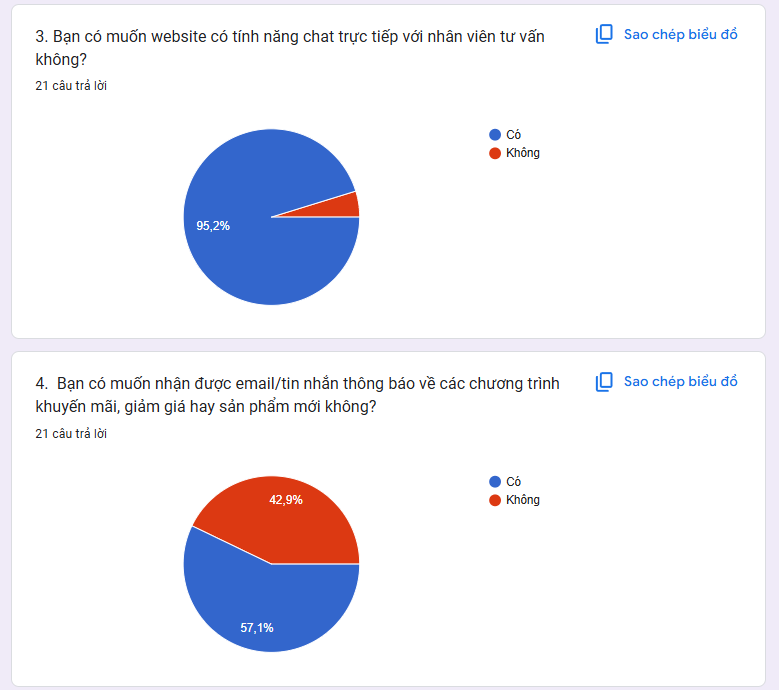 3. Bạn có muốn website có tính năng chat trực tiếp với nhân viên tư vấn
không?
Sao chép biểu đồ
21 câu trả lời
Có
Không
95,2%
4. Bạn có muốn nhận được email/tin nhắn thông báo về các chương trình
khuyến mãi, giảm giá hay sản phẩm mới không?
Sao chép biểu đồ
21 câu trả lời
Có
Không
42,9%
57,1%